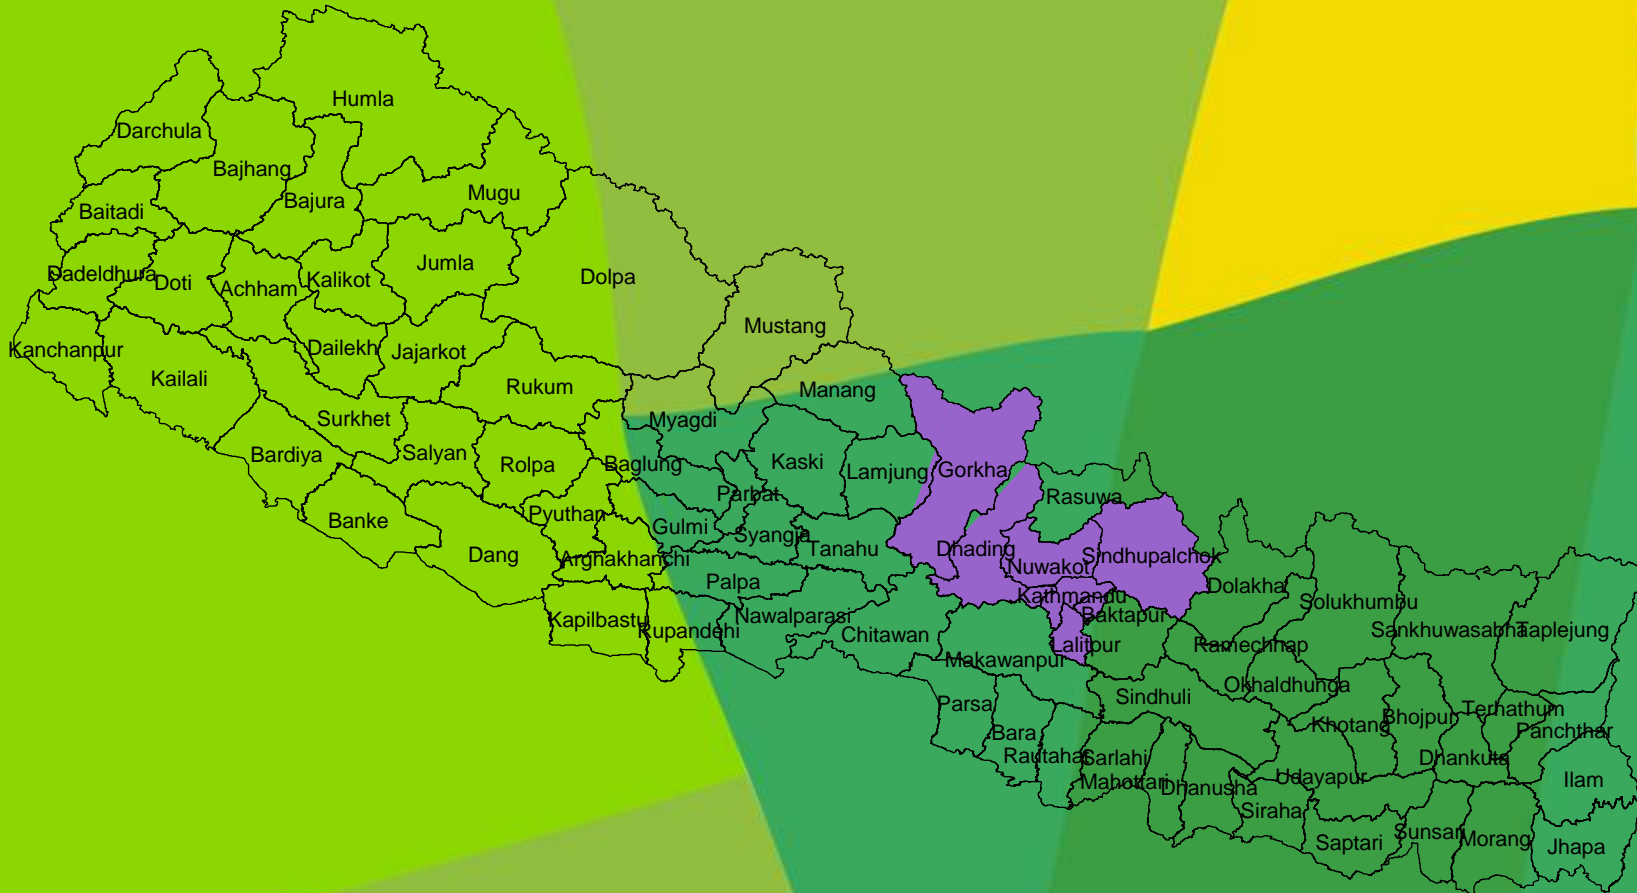 Humla
Darchula
Bajhang
Mugu
Bajura
Baitadi
Dadeldhura
Doti
Achham
Kalikot
Jumla
Dolpa
Mustang
Kanchanpur
Kailali
Dailekh
Jajarkot
Rukum
Manang
Surkhet
Myagdi
Bardiya
Salyan
Rolpa
Baglung
Kaski
Lamjung
Gorkha
Parbat
Rasuwa
Banke
Pyuthan
Gulmi
Syangja
Tanahu
Dhading
Dang
Arghakhanchi
Nuwakot
Sindhupalchok
Palpa
Kathmandu
Dolakha
Kapilbastu
Rupandehi
Nawalparasi
Chitawan
Baktapur
Solukhumbu
Lalitpur
Ramechhap
Sankhuwasabha
Taplejung
Makawanpur
Okhaldhunga
Parsa
Sindhuli
Khotang
Bhojpur
Terhathum
Panchthar
Bara
Rautahat
Sarlahi
Dhankuta
Mahottari
Dhanusha
Udayapur
Ilam
Siraha
Saptari
Sunsari
Morang
Jhapa